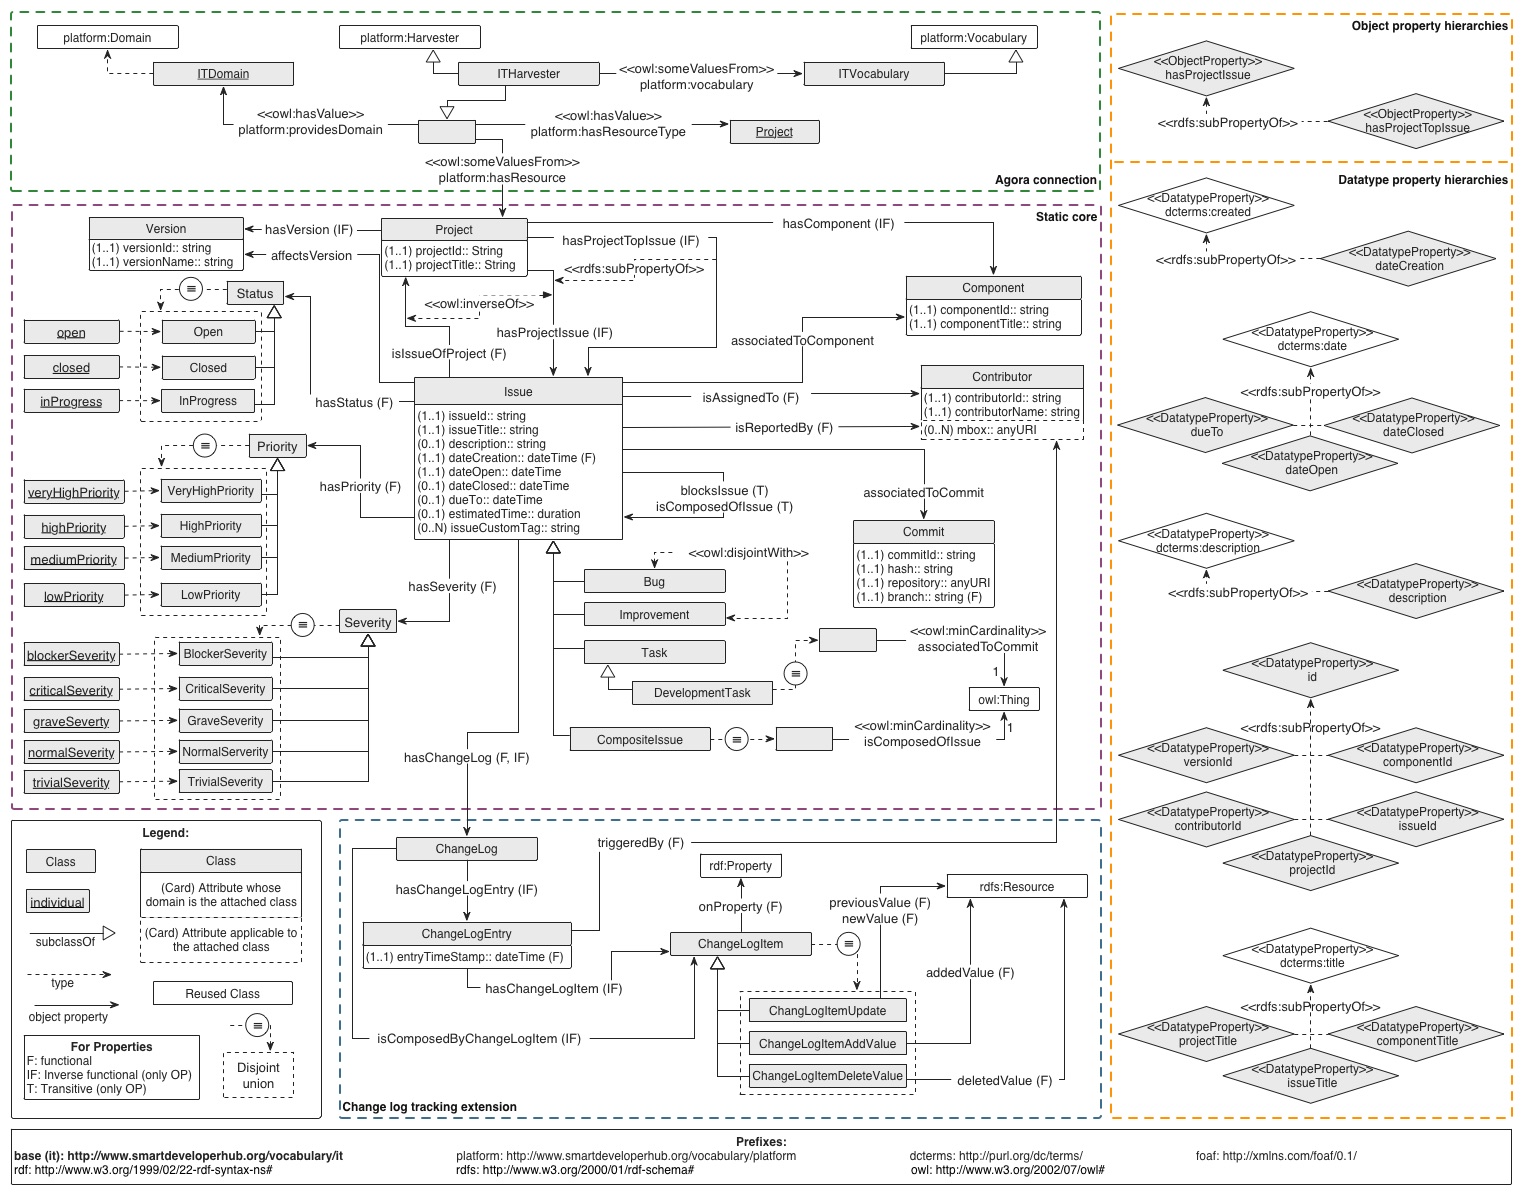 platform:Domain
platform:Harvester
platform:Vocabulary
ITDomain
ITHarvester
<<owl:someValuesFrom>>
platform:vocabulary
ITVocabulary
<<owl:hasValue>>
platform:providesDomain
<<owl:hasValue>>
platform:hasResourceType
Project
<<owl:someValuesFrom>>
platform:hasResource
Agora connection
Static core
Version
(1..1) versionId:: string
(1..1) versionName:: string
hasVersion (IF)
affectsVersion
Project
(1..1) projectId:: String
(1..1) projectTitle:: String
hasComponent (IF)
hasProjectTopIssue (IF)
<<rdfs:subPropertyOf>>
<<owl:inverseOf>>
hasProjectIssue (IF)
isIssueOfProject (F)
Component
(1..1) componentId:: string
(1..1) componentTitle:: string
associatedToComponent
≡
Status
open
Open
closed
Closed
inProgress
InProgress
hasStatus (F)
Issue
(1..1) issueId:: string
(1..1) issueTitle:: string
(0..1) description:: string
(1..1) dateCreation:: dateTime (F)
(1..1) dateOpen:: dateTime
(0..1) dateClosed:: dateTime
(0..1) dueTo:: dateTime
(0..1) estimatedTime:: duration
(0..N) issueCustomTag:: string
isAssignedTo (F)
isReportedBy (F)
Contributor
(1..1) contributorId:: string
(1..1) contributorName: string
(0..N) mbox:: anyURI
≡
Priority
veryHighPriority
VeryHighPriority
highPriority
HighPriority
mediumPriority
MediumPriority
lowPriority
LowPriority
hasPriority (F)
blocksIssue (T)
isComposedOfIssue (T)
associatedToCommit
Commit
(1..1) commitId:: string
(1..1) hash:: string
(1..1) repository:: anyURI
(1..1) branch:: string (F)
hasSeverity (F)
<<owl:disjointWith>>
Bug
Improvement
Task
DevelopmentTask
≡
<<owl:minCardinality>>
associatedToCommit
1
owl:Thing
CompositeIssue
≡
<<owl:minCardinality>>
isComposedOfIssue
1
≡
Severity
blockerSeverity
BlockerSeverity
criticalSeverity
CriticalSeverity
graveSeverty
GraveSeverity
normalSeverity
NormalSeverity
trivialSeverity
TrivialSeverity
hasChangeLog (F, IF)
Legend:
Class
Class
(Card) Attribute whose
domain is the attached class
individual
(Card) Attribute applicable to
the attached class
subclassOf
type
Reused Class
object property
≡
Disjoint
union
For Properties
F: functional
IF: Inverse functional (only OP)
T: Transitive (only OP)
ChangeLog
hasChangeLogEntry (IF)
triggeredBy (F)
ChangeLogEntry
(1..1) entryTimeStamp:: dateTime (F)
hasChangeLogItem (IF)
isComposedByChangeLogItem (IF)
rdf:Property
onProperty (F)
ChangeLogItem
≡
previousValue (F)
newValue (F)
rdfs:Resource
addedValue (F)
ChangLogItemUpdate
ChangeLogItemAddValue
ChangeLogItemDeleteValue
deletedValue (F)
Change log tracking extension
Object property hierarchies
<<ObjectProperty>>
hasProjectIssue
<<rdfs:subPropertyOf>>
<<ObjectProperty>>
hasProjectTopIssue
Datatype property hierarchies
<<DatatypeProperty>>
dcterms:created
<<rdfs:subPropertyOf>>
<<DatatypeProperty>>
dateCreation
<<DatatypeProperty>>
dcterms:date
<<rdfs:subPropertyOf>>
<<DatatypeProperty>>
dueTo
<<DatatypeProperty>>
dateClosed
<<DatatypeProperty>>
dateOpen
<<DatatypeProperty>>
dcterms:description
<<rdfs:subPropertyOf>>
<<DatatypeProperty>>
description
<<DatatypeProperty>>
id
<<rdfs:subPropertyOf>>
<<DatatypeProperty>>
versionId
<<DatatypeProperty>>
componentId
<<DatatypeProperty>>
contributorId
<<DatatypeProperty>>
issueId
<<DatatypeProperty>>
projectId
<<DatatypeProperty>>
dcterms:title
<<rdfs:subPropertyOf>>
<<DatatypeProperty>>
projectTitle
<<DatatypeProperty>>
componentTitle
<<DatatypeProperty>>
issueTitle
Prefixes:
base (it): http://www.smartdeveloperhub.org/vocabulary/it
platform: http://www.smartdeveloperhub.org/vocabulary/platform
dcterms: http://purl.org/dc/terms/
foaf: http://xmlns.com/foaf/0.1/
rdf: http://www.w3.org/1999/02/22-rdf-syntax-ns#
rdfs: http://www.w3.org/2000/01/rdf-schema#
owl: http://www.w3.org/2002/07/owl#